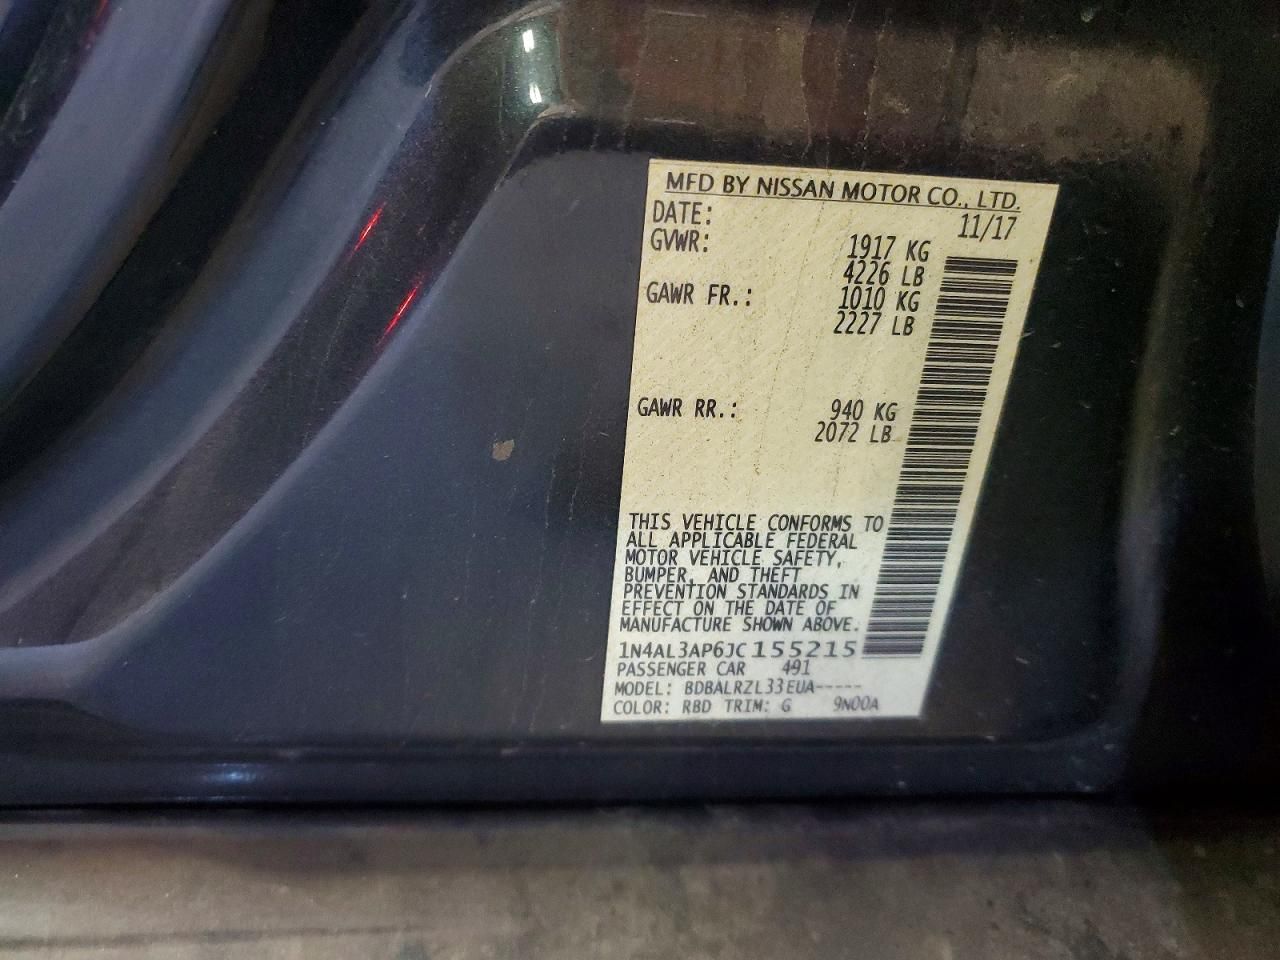 MFD BY NISSAN MOTOR CO., LTD.
DATE: 11/17
GVWR: 1917 KG
4226 LB
GAWR FR.: 1010 KG
2227 LB
GAWR RR.: 940 KG
2072 LB
THIS VEHICLE CONFORMS TO
ALL APPLICABLE FEDERAL
MOTOR VEHICLE SAFETY,
BUMPER, AND THEFT
PREVENTION STANDARDS IN
EFFECT ON THE DATE OF
MANUFACTURE SHOWN ABOVE.
1N4AL3AP6JC155215
PASSENGER CAR 491
MODEL: BDBALRZL33EUA-----
COLOR: RBD TRIM: G 9N00A